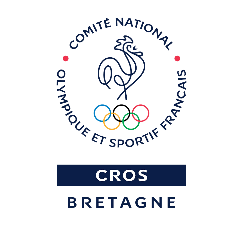 COMITÉ NATIONAL
OLYMPIQUE ET SPORTIF FRANÇAIS
CROS
BRETAGNE